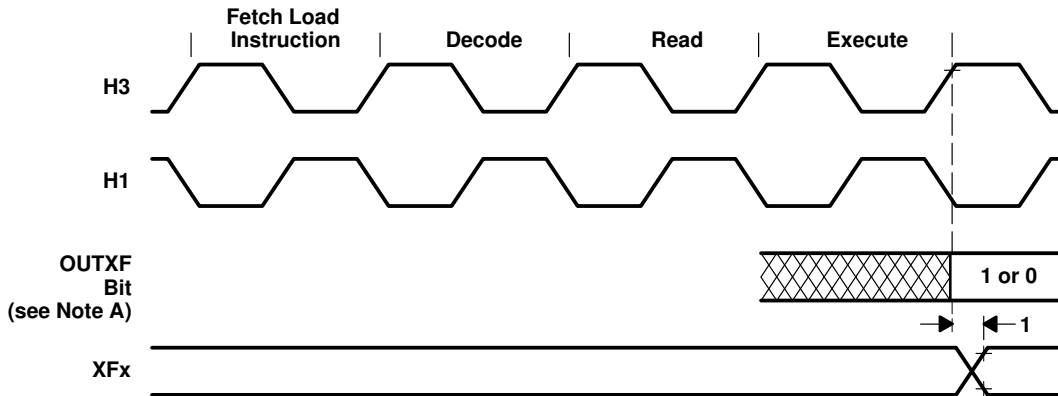 Fetch Load
Instruction
Decode
Read
Execute
H3
H1
OUTXF
Bit
(see Note A)
1 or 0
1
XFx